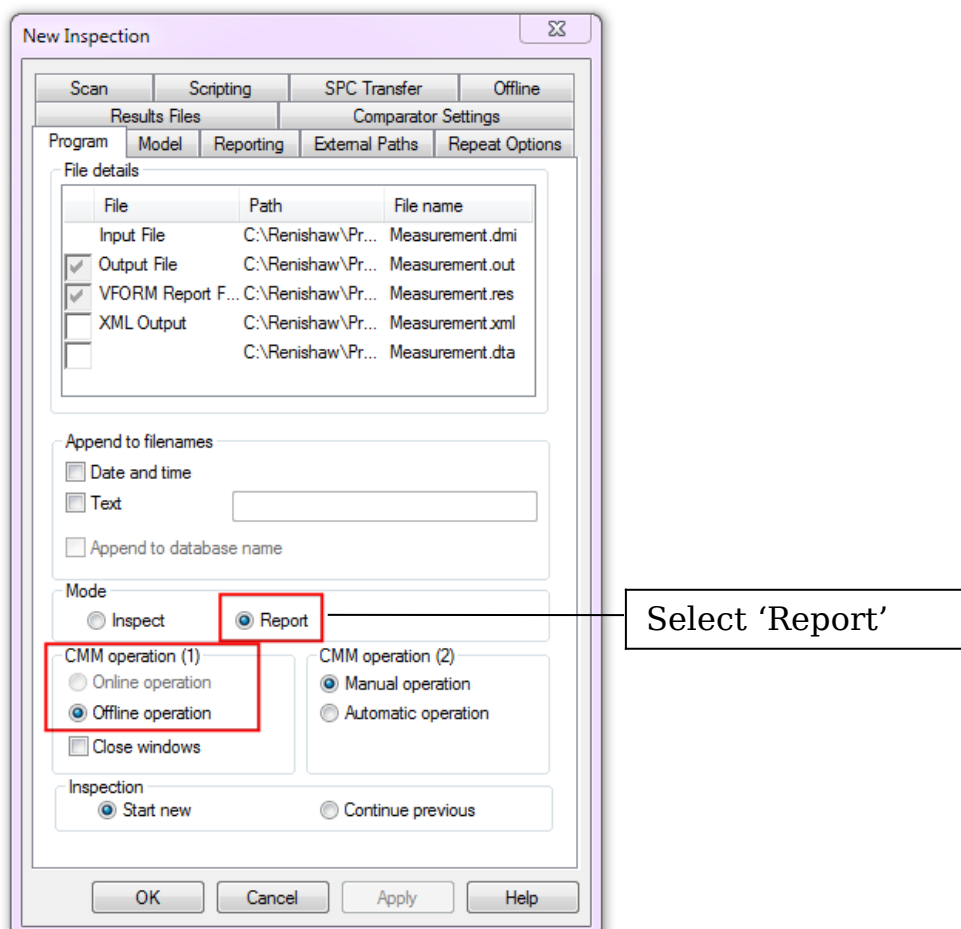 New Inspection
Scan Scripting SPC Transfer Offline
Results Files Comparator Settings
Program Model Reporting External Paths Repeat Options
File details
File Path File name
Input File C:\Renishaw\Pr... Measurement.dmi
Output File C:\Renishaw\Pr... Measurement.out
VFORM Report F... C:\Renishaw\Pr... Measurement.res
XML Output C:\Renishaw\Pr... Measurement.xml
C:\Renishaw\Pr... Measurement.dta
Append to filenames
Date and time
Text
Append to database name
Mode
Inspect Report
Select ‘Report’
CMM operation (1) CMM operation (2)
Online operation Manual operation
Offline operation Automatic operation
Close windows
Inspection
Start new Continue previous
OK Cancel Apply Help